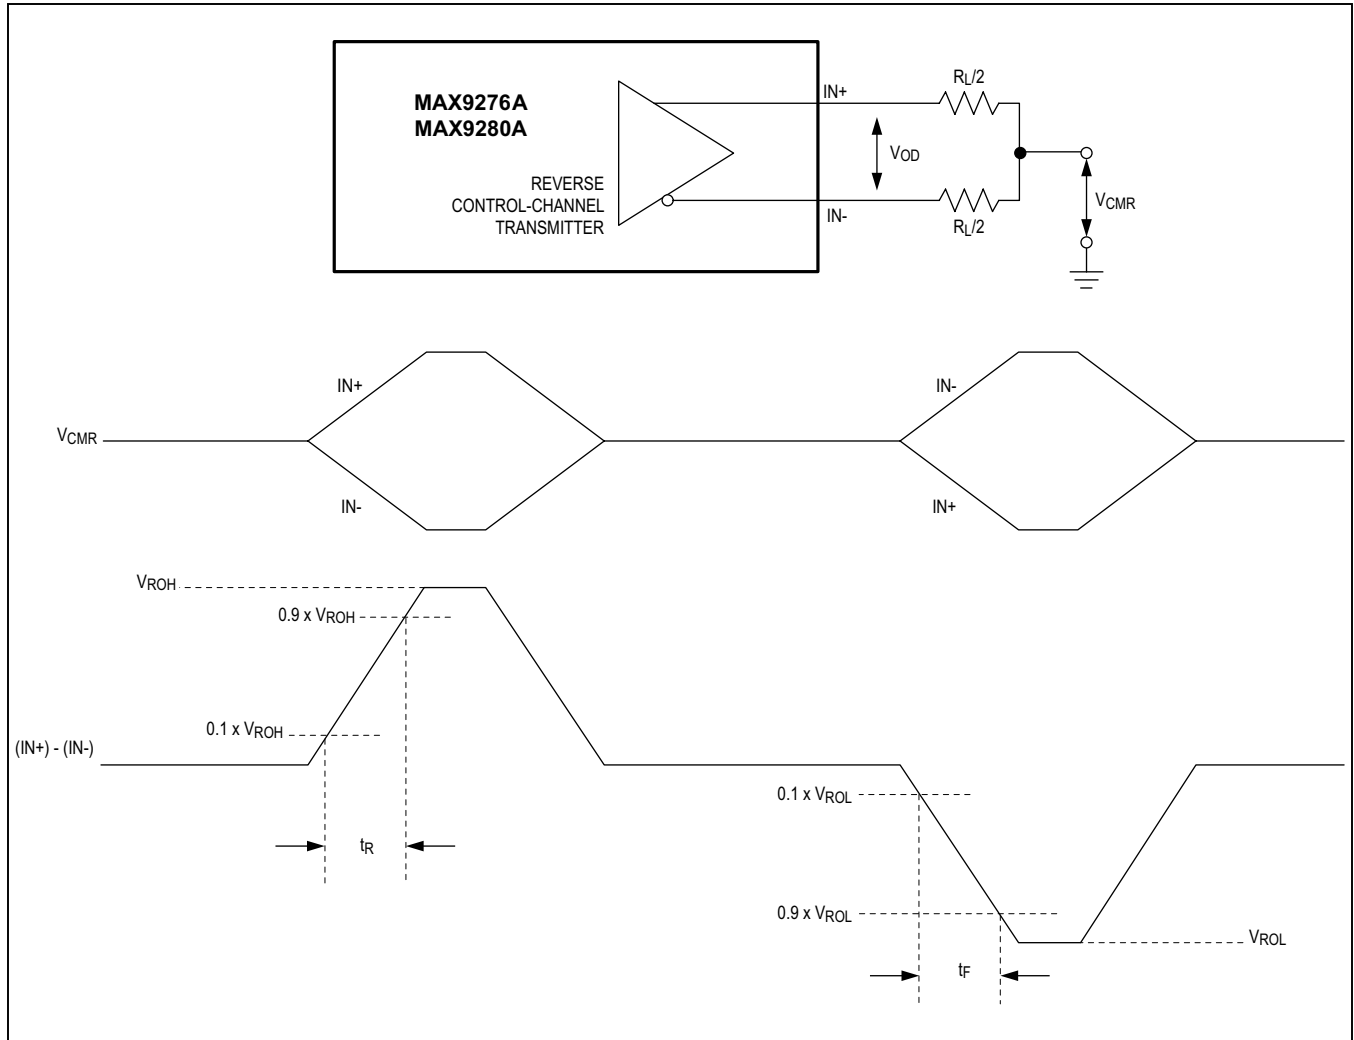 MAX9276A
MAX9280A
REVERSE
CONTROL-CHANNEL
TRANSMITTER
IN+
IN-
VOD
RL/2
RL/2
VCMR
VCMR
IN+
IN-
IN-
IN+
VROH
0.9 x VROH
0.1 x VROH
(IN+) - (IN-)
tR
0.1 x VROL
0.9 x VROL
VROL
tF